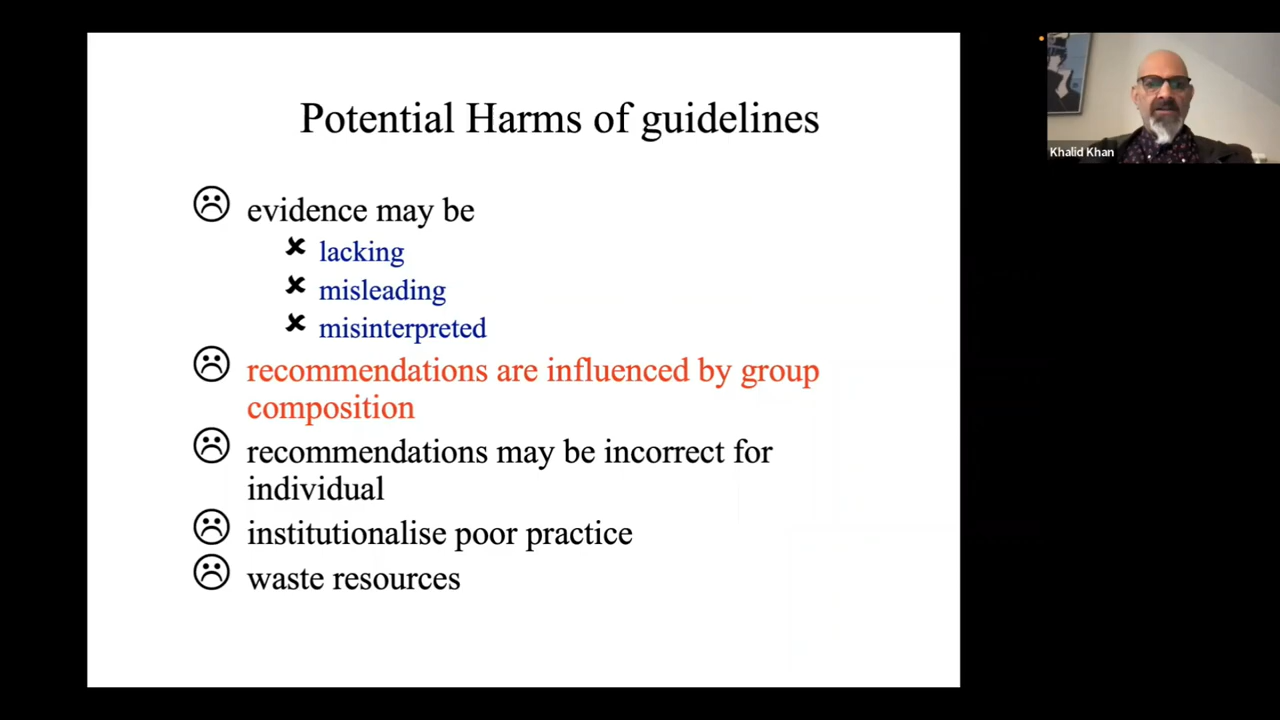 Potential Harms of guidelines
evidence may be
lacking
misleading
misinterpreted
recommendations are influenced by group
composition
recommendations may be incorrect for
individual
institutionalise poor practice
waste resources
Khalid Khan